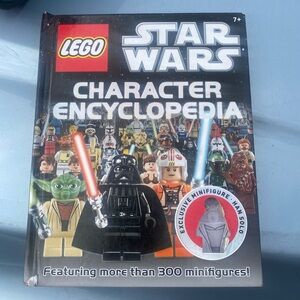 7+
LEGO
STAR
WARS
CHARACTER
ENCYCLOPEDIA
EXCLUSIVE MINIFIGURE - HAN SOLO
Featuring more than 300 minifigures!